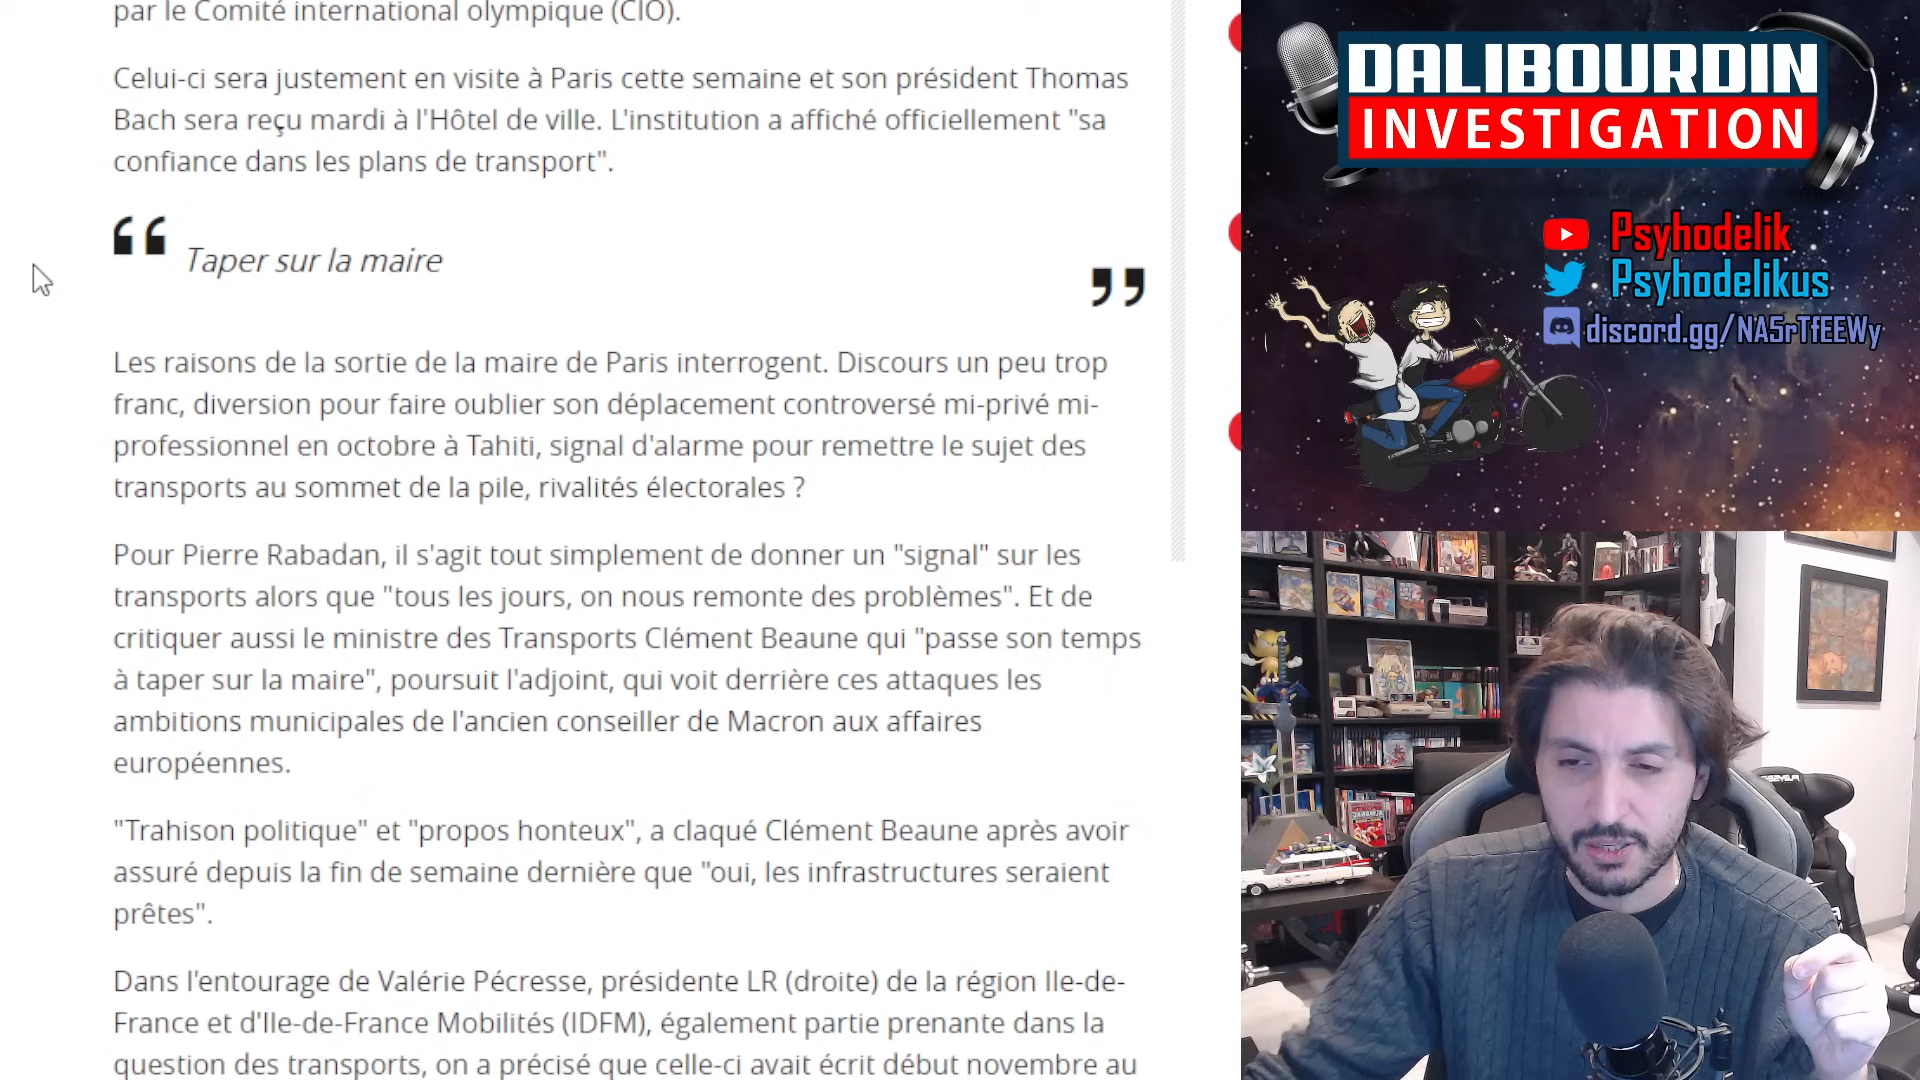 par le Comité international olympique (CIO).
Celui-ci sera justement en visite à Paris cette semaine et son président Thomas
Bach sera reçu mardi à l'Hôtel de ville. L'institution a affiché officiellement "sa
confiance dans les plans de transport".
Taper sur la maire
Les raisons de la sortie de la maire de Paris interrogent. Discours un peu trop
franc, diversion pour faire oublier son déplacement controversé mi-privé mi-
professionnel en octobre à Tahiti, signal d'alarme pour remettre le sujet des
transports au sommet de la pile, rivalités électorales ?
Pour Pierre Rabadan, il s'agit tout simplement de donner un "signal" sur les
transports alors que "tous les jours, on nous remonte des problèmes". Et de
critiquer aussi le ministre des Transports Clément Beaune qui "passe son temps
à taper sur la maire", poursuit l'adjoint, qui voit derrière ces attaques les
ambitions municipales de l'ancien conseiller de Macron aux affaires
européennes.
"Trahison politique" et "propos honteux", a claqué Clément Beaune après avoir
assuré depuis la fin de semaine dernière que "oui, les infrastructures seraient
prêtes".
Dans l'entourage de Valérie Pécresse, présidente LR (droite) de la région Ile-de-
France et d'Ile-de-France Mobilités (IDFM), également partie prenante dans la
question des transports, on a précisé que celle-ci avait écrit début novembre au
DALIBOURDIN
INVESTIGATION
Psyhodelik
Psyhodelikus
discord.gg/NA5rTfEEWy